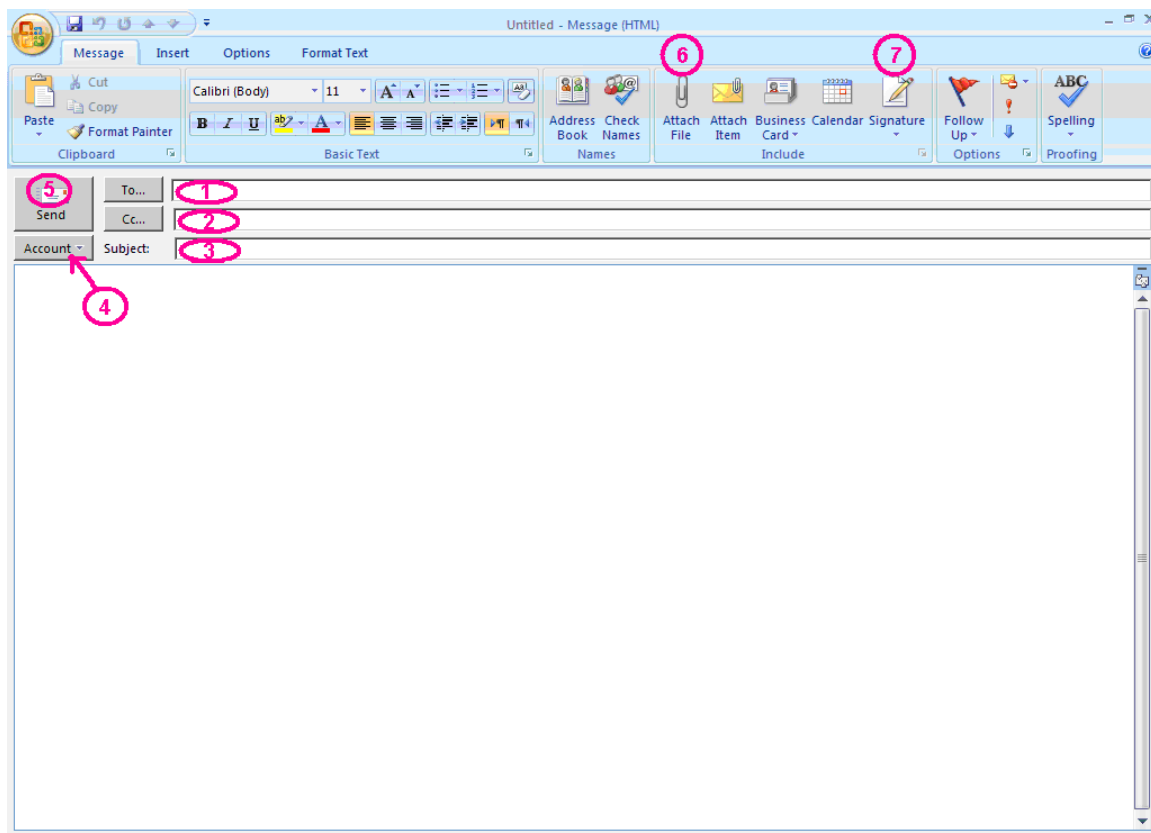 Untitled - Message (HTML)
Message Insert Options Format Text
6 7
Cut
Copy
Format Painter
Paste
Calibri (Body) 11 A A
B I U ab A
Address Book
Check Names
Attach File
Attach Item
Business Card
Calendar
Signature
Follow Up
ABC
Spelling
Clipboard Basic Text Names Include Options Proofing
5 To... 1
Send Cc... 2
Account Subject: 3
4